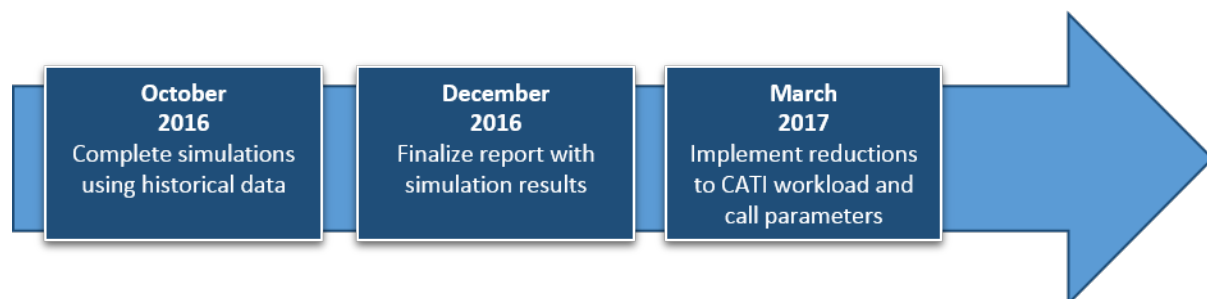 October
2016
Complete simulations
using historical data
December
2016
Finalize report with
simulation results
March
2017
Implement reductions
to CATI workload and
call parameters